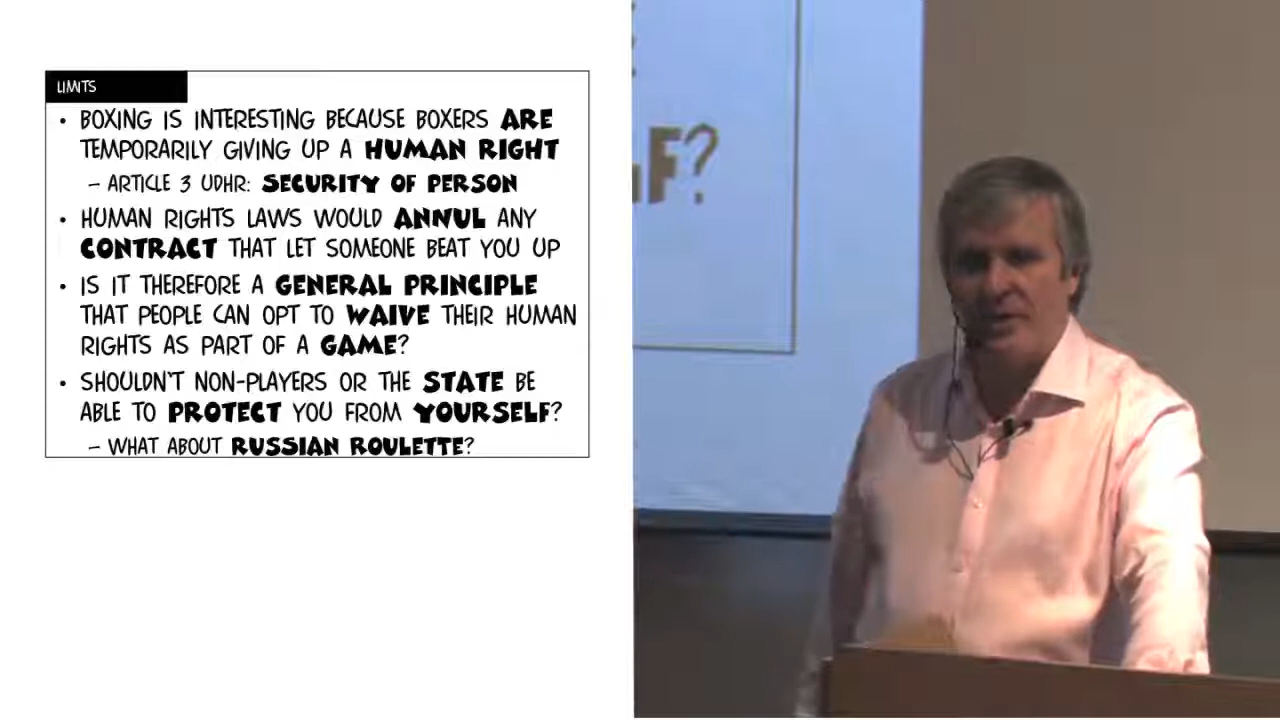 LIMITS
• BOXING IS INTERESTING BECAUSE BOXERS ARE
TEMPORARILY GIVING UP A HUMAN RIGHT
– ARTICLE 3 UDHR: SECURITY OF PERSON
• HUMAN RIGHTS LAWS WOULD ANNUL ANY
CONTRACT THAT LET SOMEONE BEAT YOU UP
• IS IT THEREFORE A GENERAL PRINCIPLE
THAT PEOPLE CAN OPT TO WAIVE THEIR HUMAN
RIGHTS AS PART OF A GAME?
• SHOULDN'T NON-PLAYERS OR THE STATE BE
ABLE TO PROTECT YOU FROM YOURSELF?
– WHAT ABOUT RUSSIAN ROULETTE?
LF?